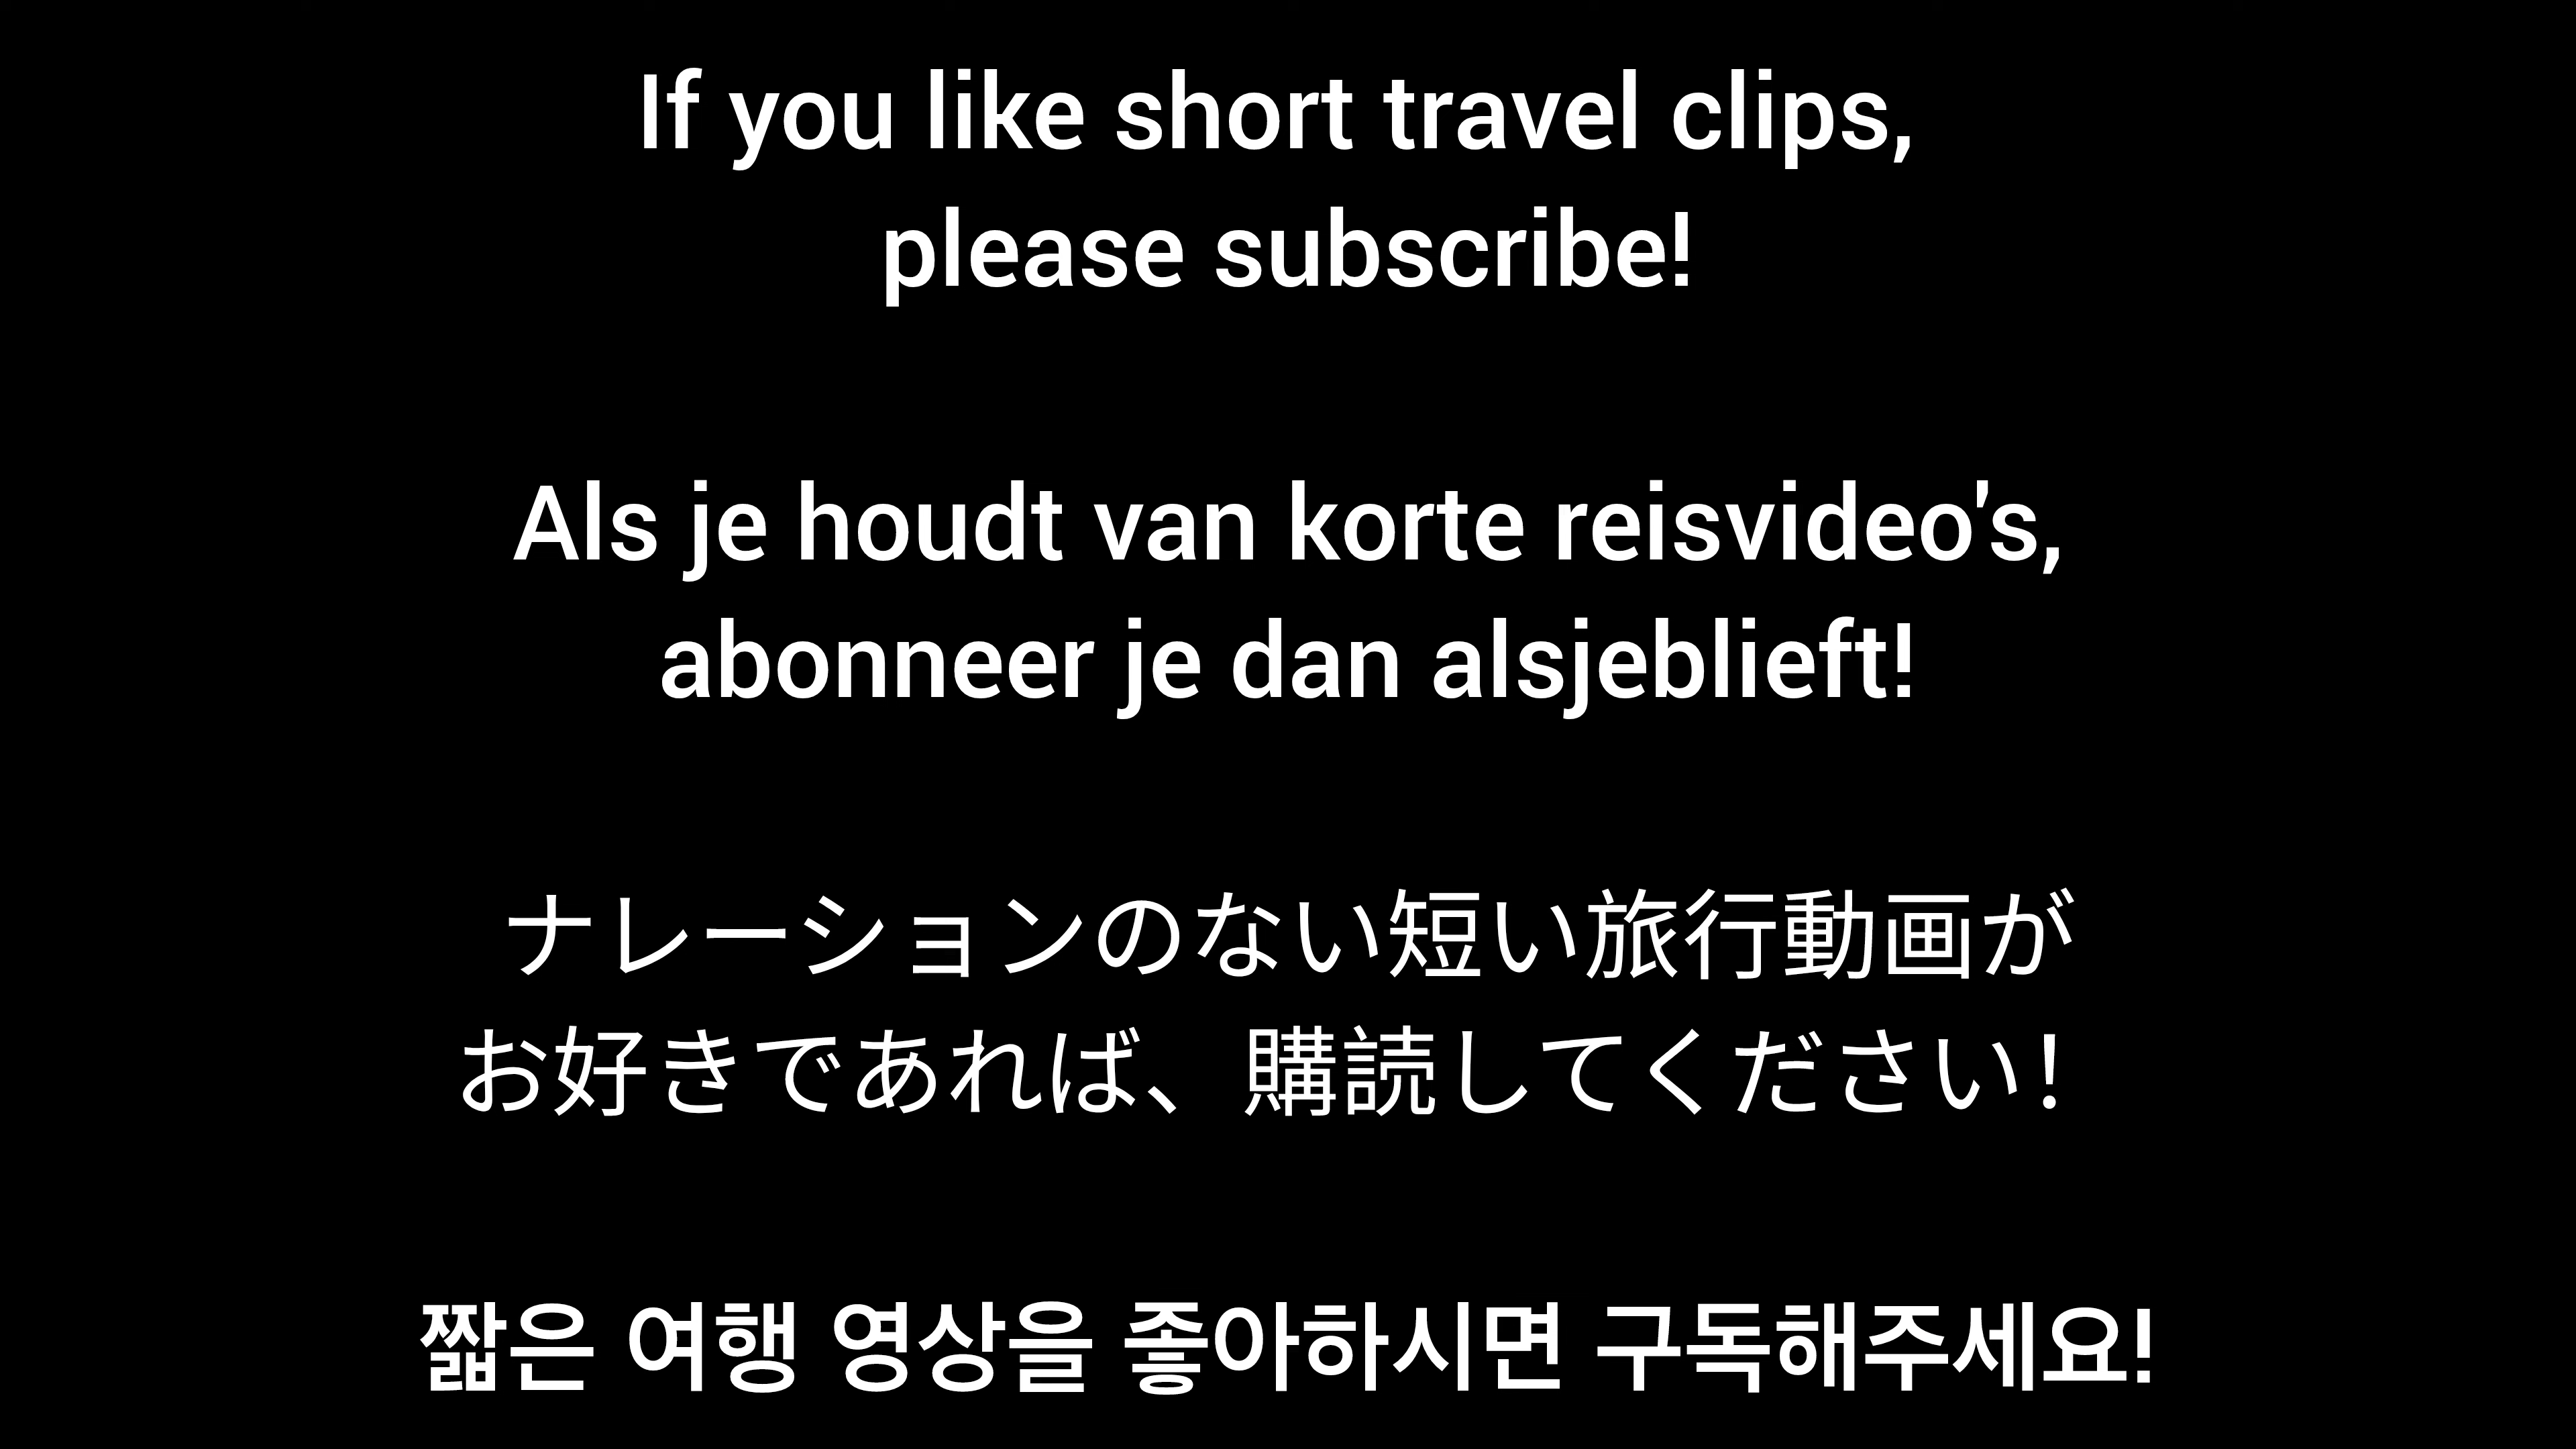 If you like short travel clips,
please subscribe!
Als je houdt van korte reisvideo's,
abonneer je dan alsjeblieft!
ナレーションのない短い旅行動画が
お好きであれば、購読してください!
짧은 여행 영상을 좋아하시면 구독해주세요!